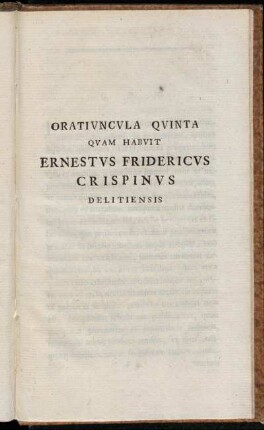 ORATIVNCVLA QVINTA
QVAM HABVIT
ERNESTVS FRIDERICVS
CRISPINVS
DELITIENSIS